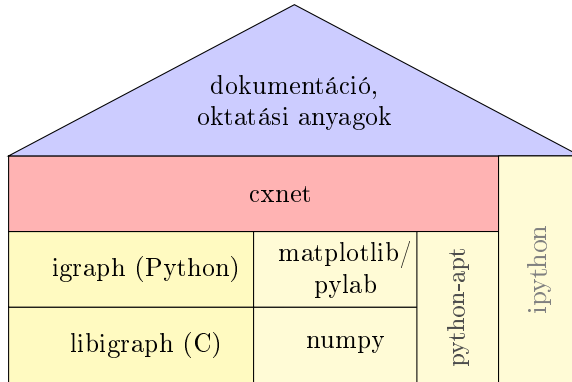 dokumentáció,
oktatási anyagok
cxnet
igraph (Python)
matplotlib/
pylab
python-apt
ipython
libigraph (C)
numpy